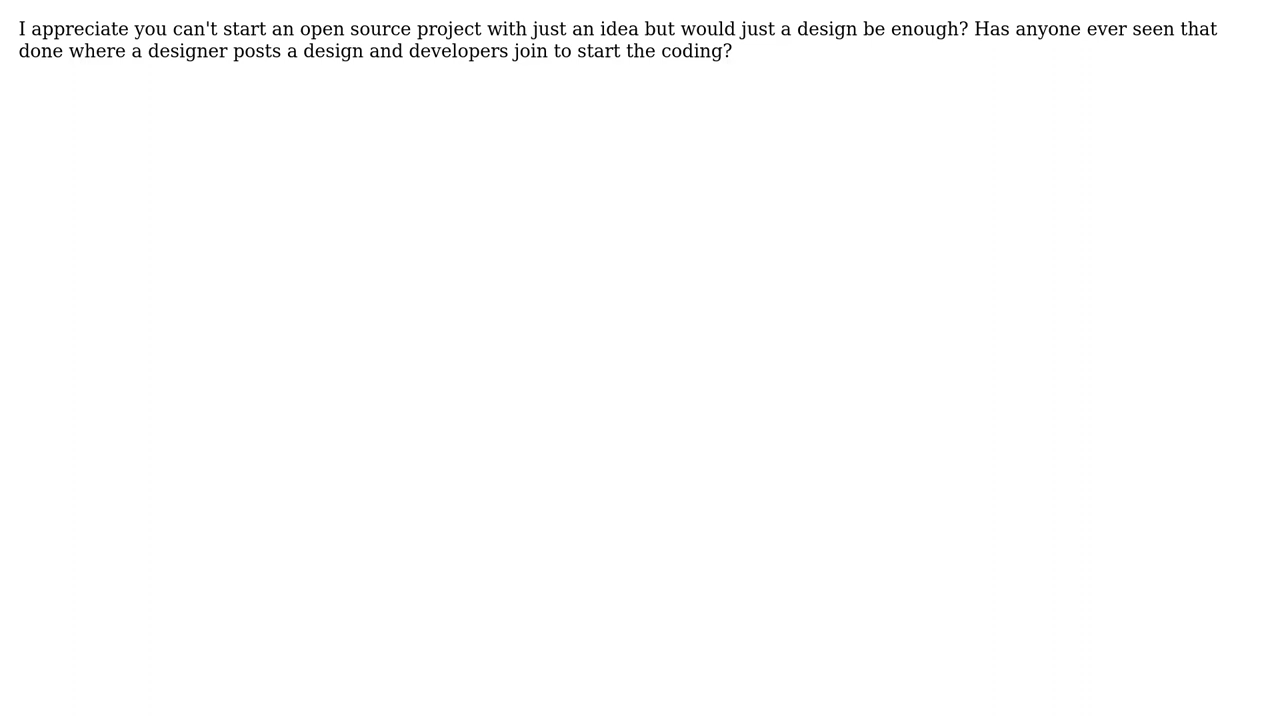 I appreciate you can't start an open source project with just an idea but would just a design be enough? Has anyone ever seen that
done where a designer posts a design and developers join to start the coding?